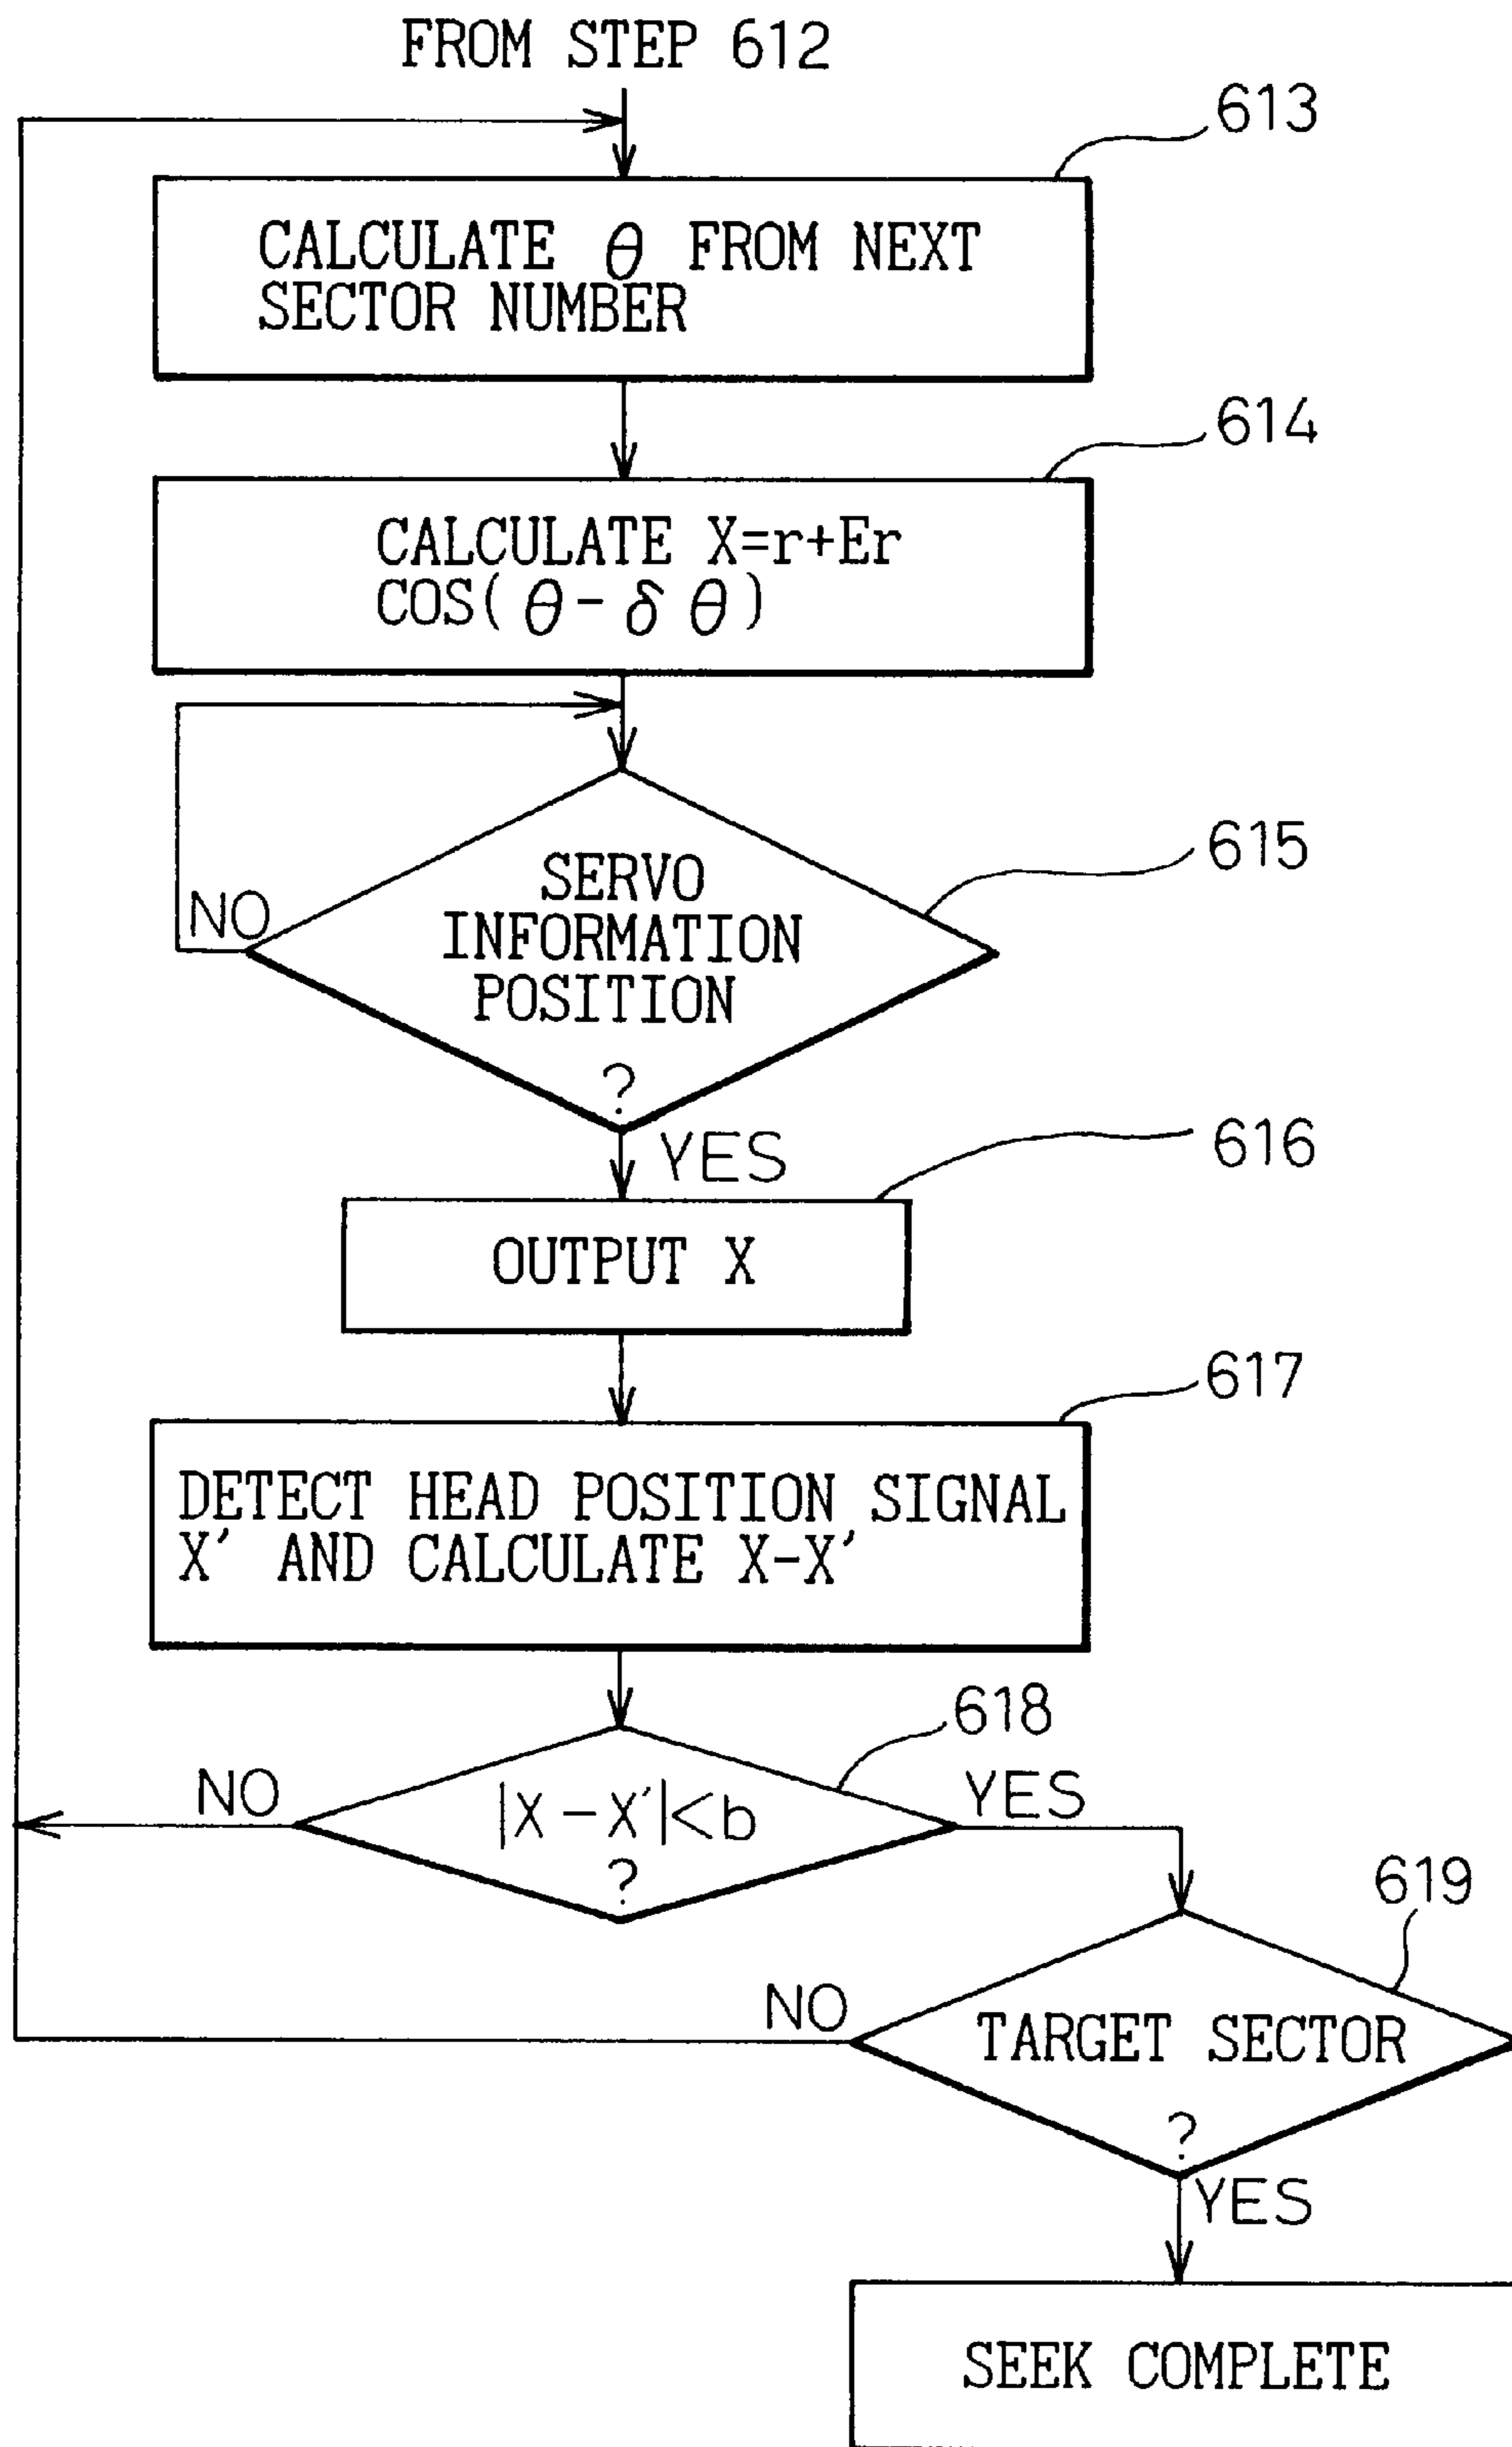 FROM STEP 612
613
CALCULATE θ FROM NEXT
SECTOR NUMBER
614
CALCULATE X=r+Er
COS(θ-δθ)
615
SERVO
INFORMATION
POSITION
?
NO
YES
616
OUTPUT X
617
DETECT HEAD POSITION SIGNAL
X' AND CALCULATE X-X'
618
NO
|X-X'|<b
?
YES
619
NO
TARGET SECTOR
?
YES
SEEK COMPLETE